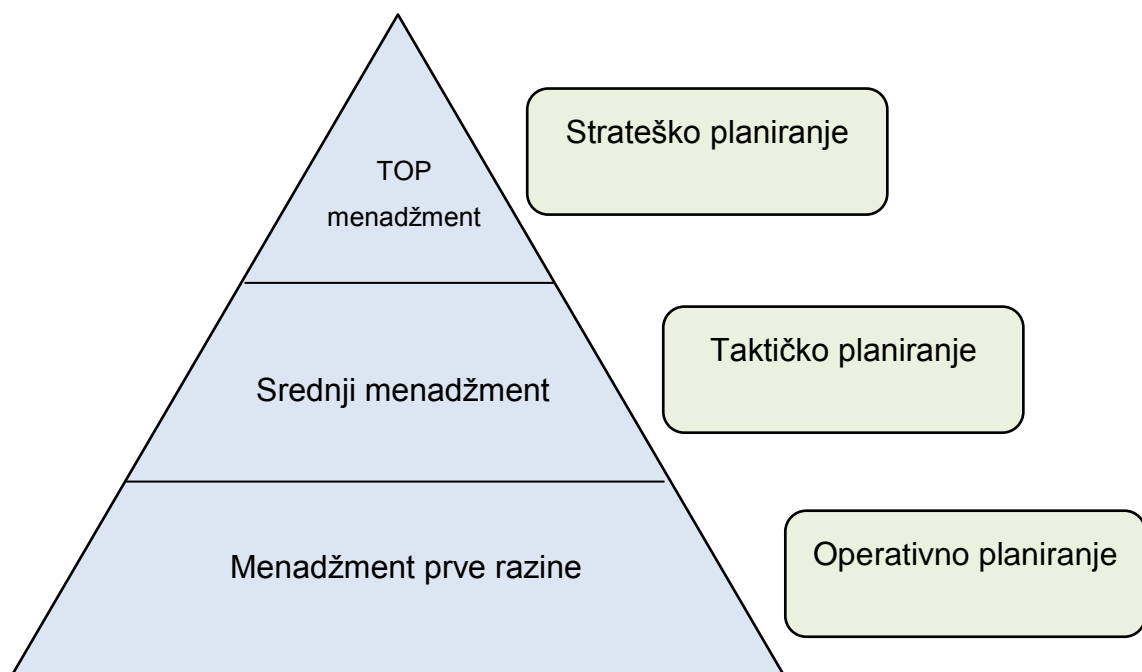 Strateško planiranje
TOP
menadžment
Taktičko planiranje
Srednji menadžment
Operativno planiranje
Menadžment prve razine